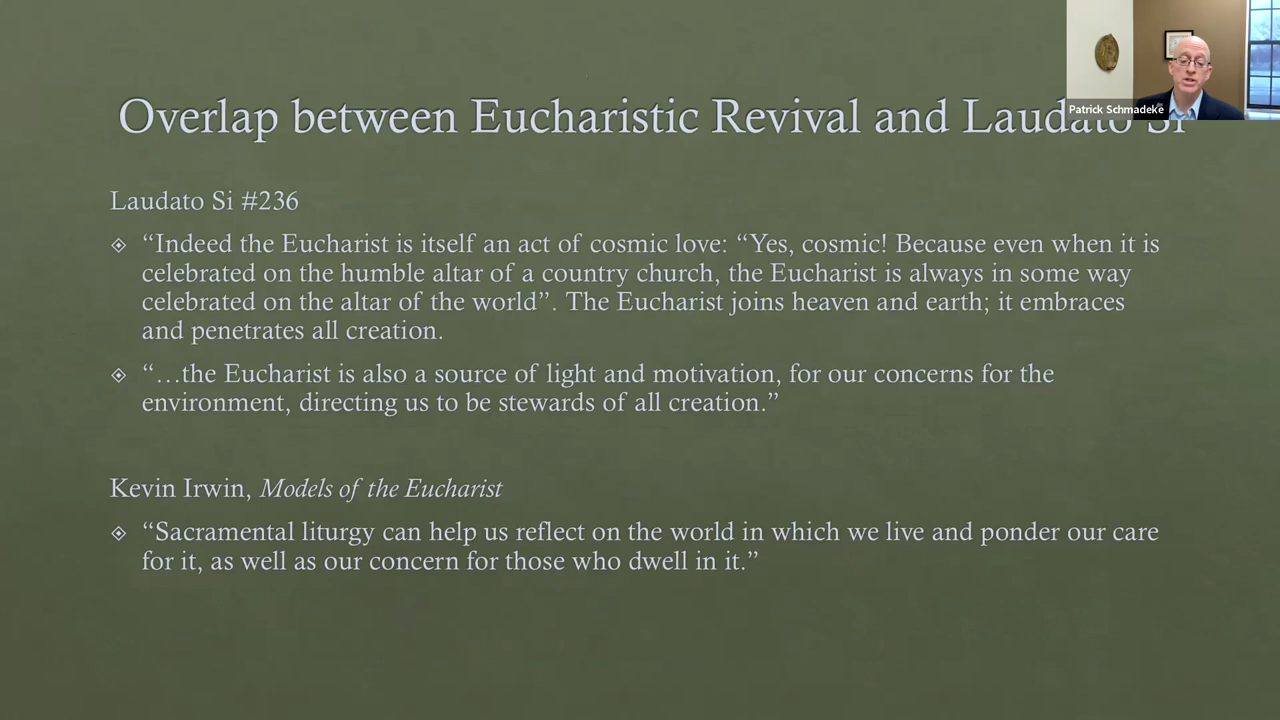 Patrick Schmadeke
Overlap between Eucharistic Revival and Laudato Si
Laudato Si #236
“Indeed the Eucharist is itself an act of cosmic love: “Yes, cosmic! Because even when it is
celebrated on the humble altar of a country church, the Eucharist is always in some way
celebrated on the altar of the world”. The Eucharist joins heaven and earth; it embraces
and penetrates all creation.
“…the Eucharist is also a source of light and motivation, for our concerns for the
environment, directing us to be stewards of all creation.”
Kevin Irwin, Models of the Eucharist
“Sacramental liturgy can help us reflect on the world in which we live and ponder our care
for it, as well as our concern for those who dwell in it.”